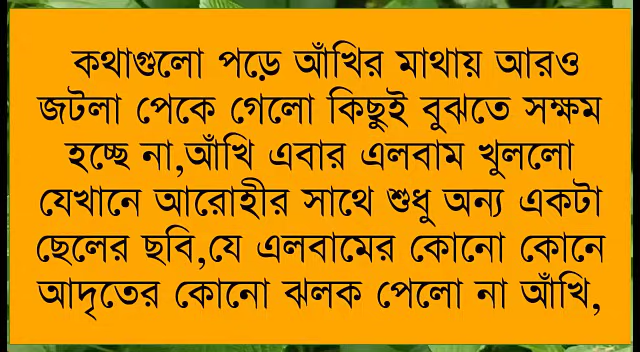 কথাগুলো পড়ে আঁখির মাথায় আরও
জটলা পেকে গেলো কিছুই বুঝতে সক্ষম
হচ্ছে না,আঁখি এবার এলবাম খুললো
যেখানে আরোহীর সাথে শুধু অন্য একটা
ছেলের ছবি,যে এলবামের কোনো কোনে
আদৃতের কোনো ঝলক পেলো না আঁখি,